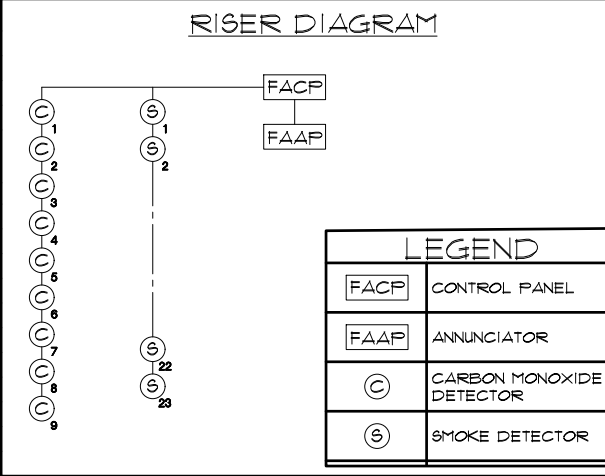 RISER DIAGRAM
FACP
FAAP
C
1
C
2
C
3
C
4
C
5
C
6
C
7
C
8
C
9
S
1
S
2
S
22
S
23
LEGEND
FACP CONTROL PANEL
FAAP ANNUNCIATOR
C CARBON MONOXIDE
DETECTOR
S SMOKE DETECTOR